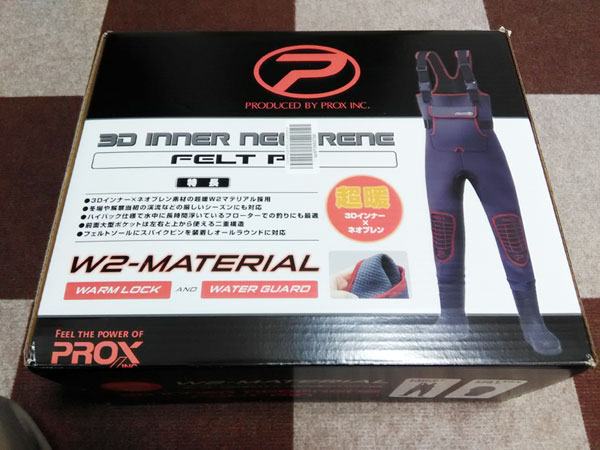 PRODUCED BY PROX INC.
3D INNER NEOPRENE
FELT P
特長
●3Dインナー×ネオプレン素材の超暖W2マテリアル採用
●冬場や解禁当初の渓流などの厳しいシーズンにも対応
●ハイバック仕様で水中に長時間浮いているフローターでの釣りにも最適
●前面大型ポケットは左右と上から使える二重構造
●フェルトソールにスパイクピンを装着しオールラウンドに対応
超暖
3Dインナー
×
ネオプレン
W2-MATERIAL
WARM LOCK AND WATER GUARD
FEEL THE POWER OF
PROX
INC.
W2-MATERIAL